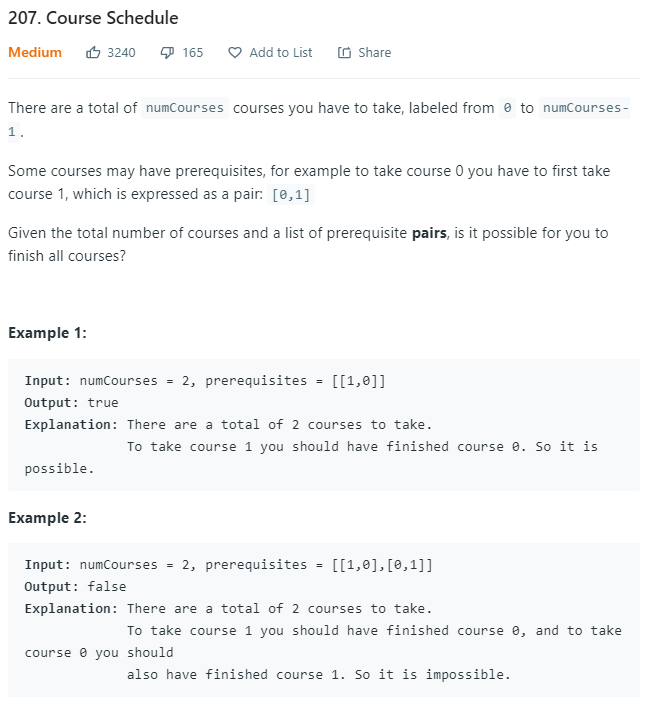 207. Course Schedule
Medium 3240 165 Add to List Share
There are a total of numCourses courses you have to take, labeled from 0 to numCourses-
1 .
Some courses may have prerequisites, for example to take course 0 you have to first take
course 1, which is expressed as a pair: [0,1]
Given the total number of courses and a list of prerequisite pairs, is it possible for you to
finish all courses?
Example 1:
Input: numCourses = 2, prerequisites = [[1,0]]
Output: true
Explanation: There are a total of 2 courses to take.
To take course 1 you should have finished course 0. So it is
possible.
Example 2:
Input: numCourses = 2, prerequisites = [[1,0],[0,1]]
Output: false
Explanation: There are a total of 2 courses to take.
To take course 1 you should have finished course 0, and to take
course 0 you should
also have finished course 1. So it is impossible.